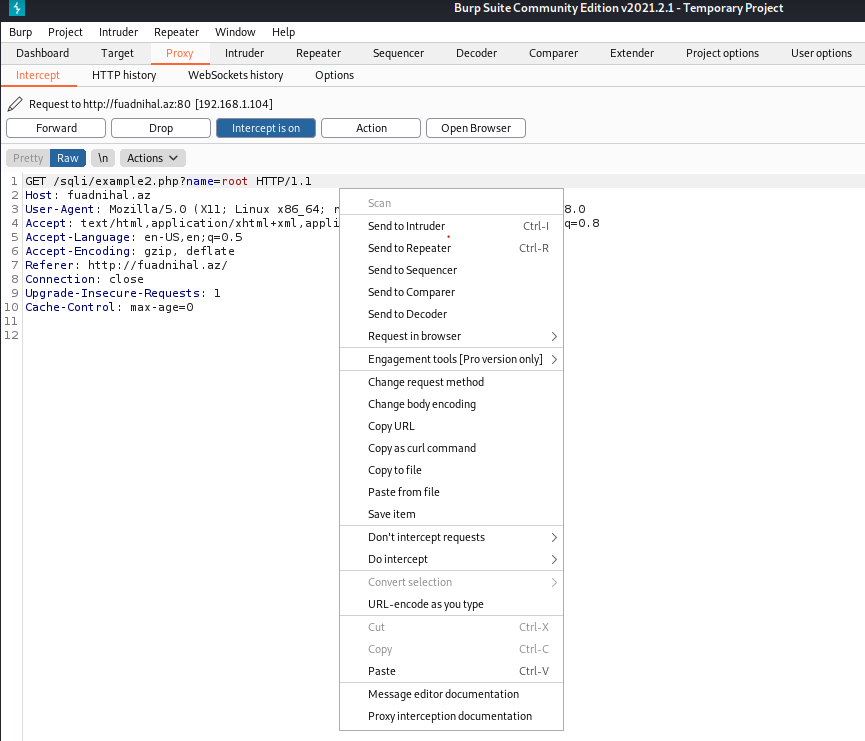 Burp Suite Community Edition v2021.2.1 - Temporary Project
Burp Project Intruder Repeater Window Help
Dashboard Target Proxy Intruder Repeater Sequencer Decoder Comparer Extender Project options User options
Intercept HTTP history WebSockets history Options
Request to http://fuadnihal.az:80 [192.168.1.104]
Forward Drop Intercept is on Action Open Browser
Pretty Raw \n Actions
1 GET /sqli/example2.php?name=root HTTP/1.1
2 Host: fuadnihal.az
3 User-Agent: Mozilla/5.0 (X11; Linux x86_64; r 8.0
4 Accept: text/html,application/xhtml+xml,appli q=0.8
5 Accept-Language: en-US,en;q=0.5
6 Accept-Encoding: gzip, deflate
7 Referer: http://fuadnihal.az/
8 Connection: close
9 Upgrade-Insecure-Requests: 1
10 Cache-Control: max-age=0
11
12
Scan
Send to Intruder Ctrl-I
Send to Repeater Ctrl-R
Send to Sequencer
Send to Comparer
Send to Decoder
Request in browser
Engagement tools [Pro version only]
Change request method
Change body encoding
Copy URL
Copy as curl command
Copy to file
Paste from file
Save item
Don't intercept requests
Do intercept
Convert selection
URL-encode as you type
Cut Ctrl-X
Copy Ctrl-C
Paste Ctrl-V
Message editor documentation
Proxy interception documentation